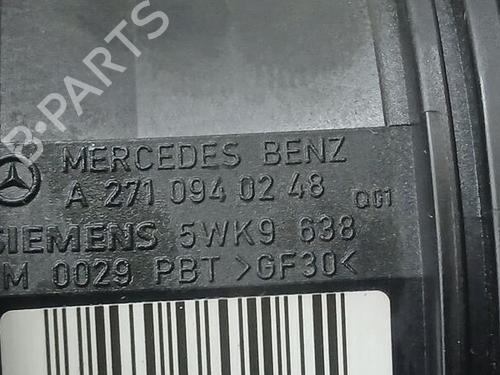 B-PARTS
MERCEDES BENZ
A 271 094 02 48 Q01
SIEMENS 5WK9 638
M 0029 PBT >GF30<